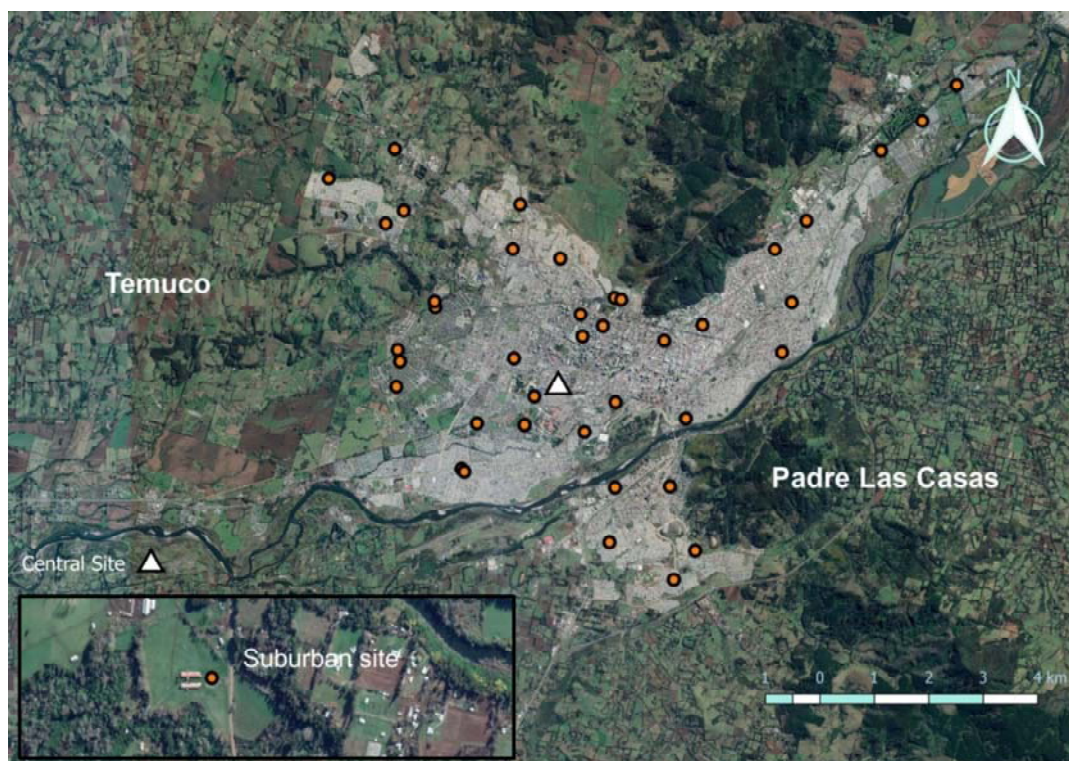 N
Temuco
Padre Las Casas
Central Site
Suburban site
1 0 1 2 3 4 km